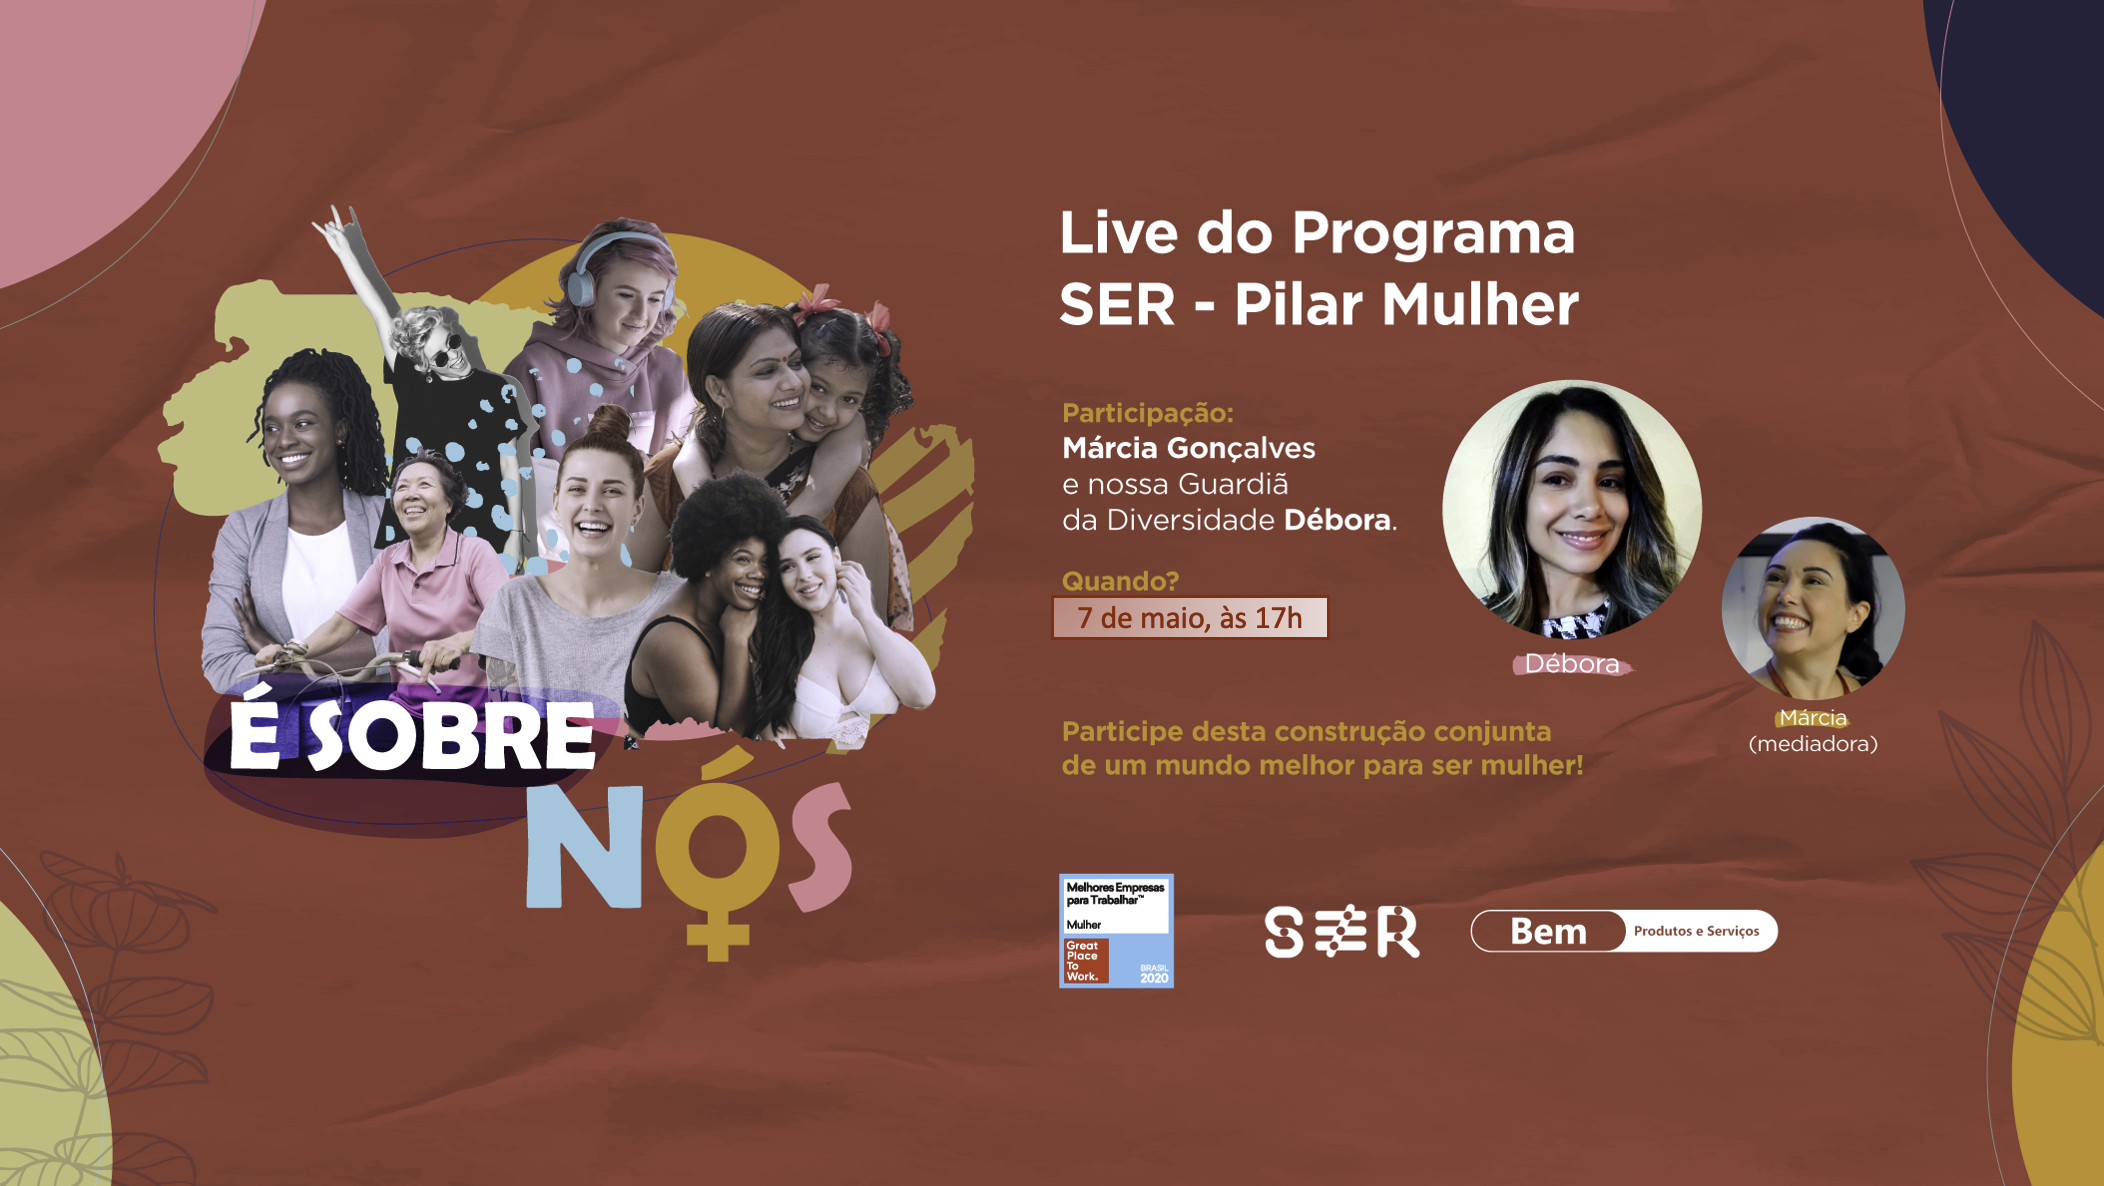 Live do Programa
SER - Pilar Mulher
Participação:
Márcia Gonçalves
e nossa Guardiã
da Diversidade Débora.
Quando?
7 de maio, às 17h
Débora
Márcia
(mediadora)
Participe desta construção conjunta
de um mundo melhor para ser mulher!
É SOBRE
NÓS
Melhores Empresas
para Trabalhar™
Mulher
Great
Place
To
Work.
BRASIL
2020
SER
Bem Produtos e Serviços